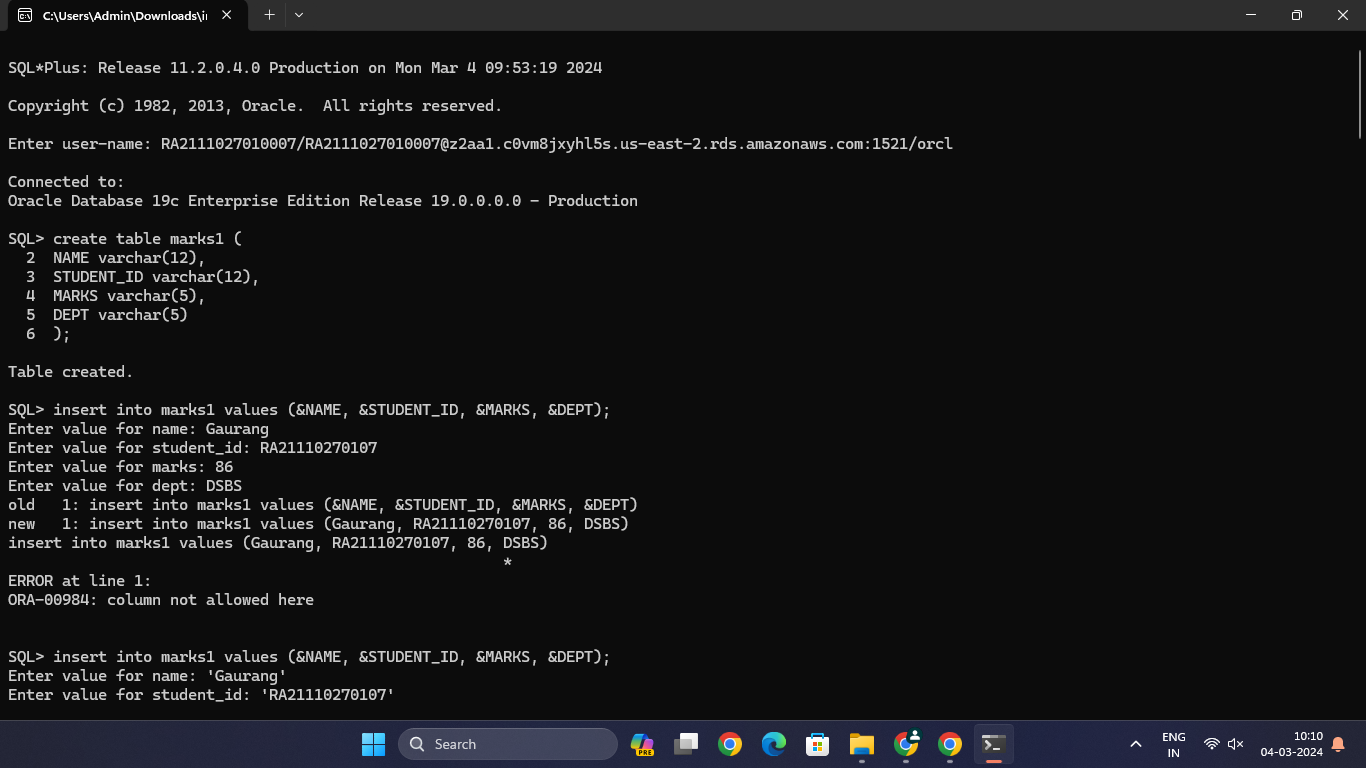 C:\Users\Admin\Downloads\i
SQL*Plus: Release 11.2.0.4.0 Production on Mon Mar 4 09:53:19 2024
Copyright (c) 1982, 2013, Oracle.  All rights reserved.
Enter user-name: RA2111027010007/RA2111027010007@z2aa1.c0vm8jxyhl5s.us-east-2.rds.amazonaws.com:1521/orcl
Connected to:
Oracle Database 19c Enterprise Edition Release 19.0.0.0.0 - Production
SQL> create table marks1 (
  2  NAME varchar(12),
  3  STUDENT_ID varchar(12),
  4  MARKS varchar(5),
  5  DEPT varchar(5)
  6  );
Table created.
SQL> insert into marks1 values (&NAME, &STUDENT_ID, &MARKS, &DEPT);
Enter value for name: Gaurang
Enter value for student_id: RA21110270107
Enter value for marks: 86
Enter value for dept: DSBS
old   1: insert into marks1 values (&NAME, &STUDENT_ID, &MARKS, &DEPT)
new   1: insert into marks1 values (Gaurang, RA21110270107, 86, DSBS)
insert into marks1 values (Gaurang, RA21110270107, 86, DSBS)
*
ERROR at line 1:
ORA-00984: column not allowed here
SQL> insert into marks1 values (&NAME, &STUDENT_ID, &MARKS, &DEPT);
Enter value for name: 'Gaurang'
Enter value for student_id: 'RA21110270107'
Search
PRE
ENG
IN
10:10
04-03-2024